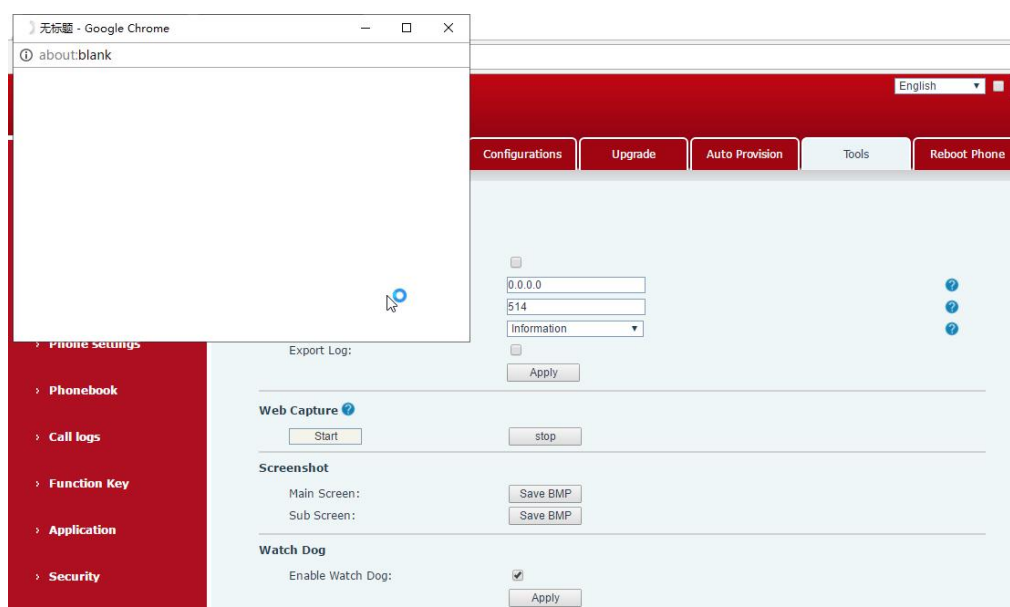 无标题 - Google Chrome
about:blank
English
Configurations
Upgrade
Auto Provision
Tools
Reboot Phone
0.0.0.0
514
Information
Phone settings
Export Log:
Apply
Phonebook
Web Capture
Call logs
Start
stop
Screenshot
Function Key
Main Screen:
Save BMP
Sub Screen:
Save BMP
Application
Watch Dog
Security
Enable Watch Dog:
Apply